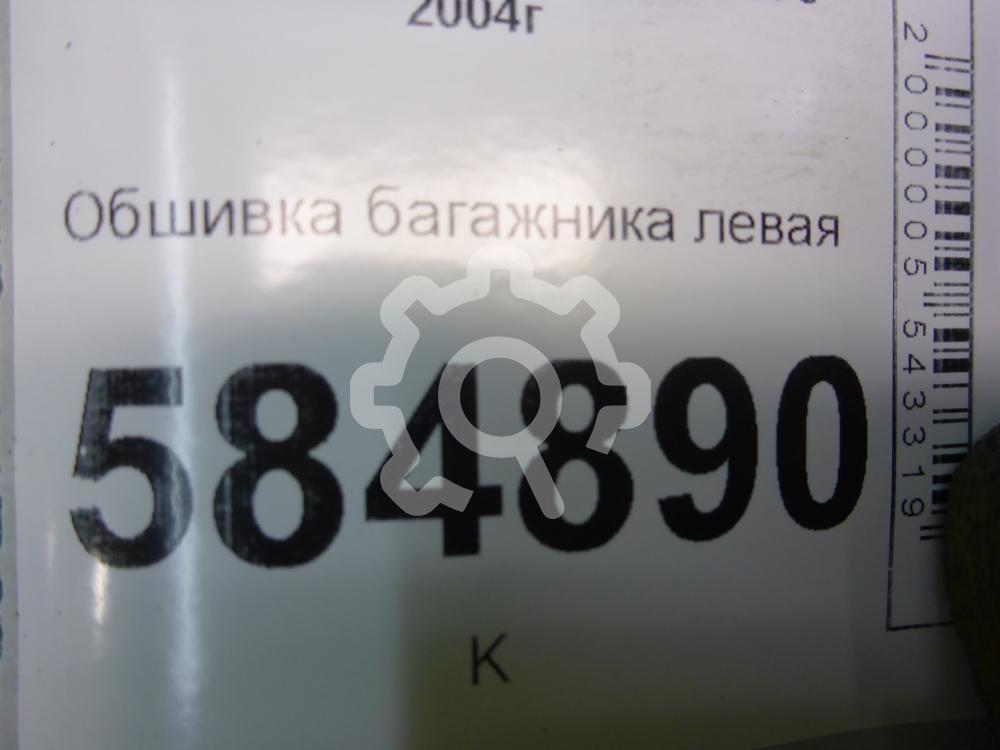 2004г
Обшивка багажника левая
584890
К
2000005543319